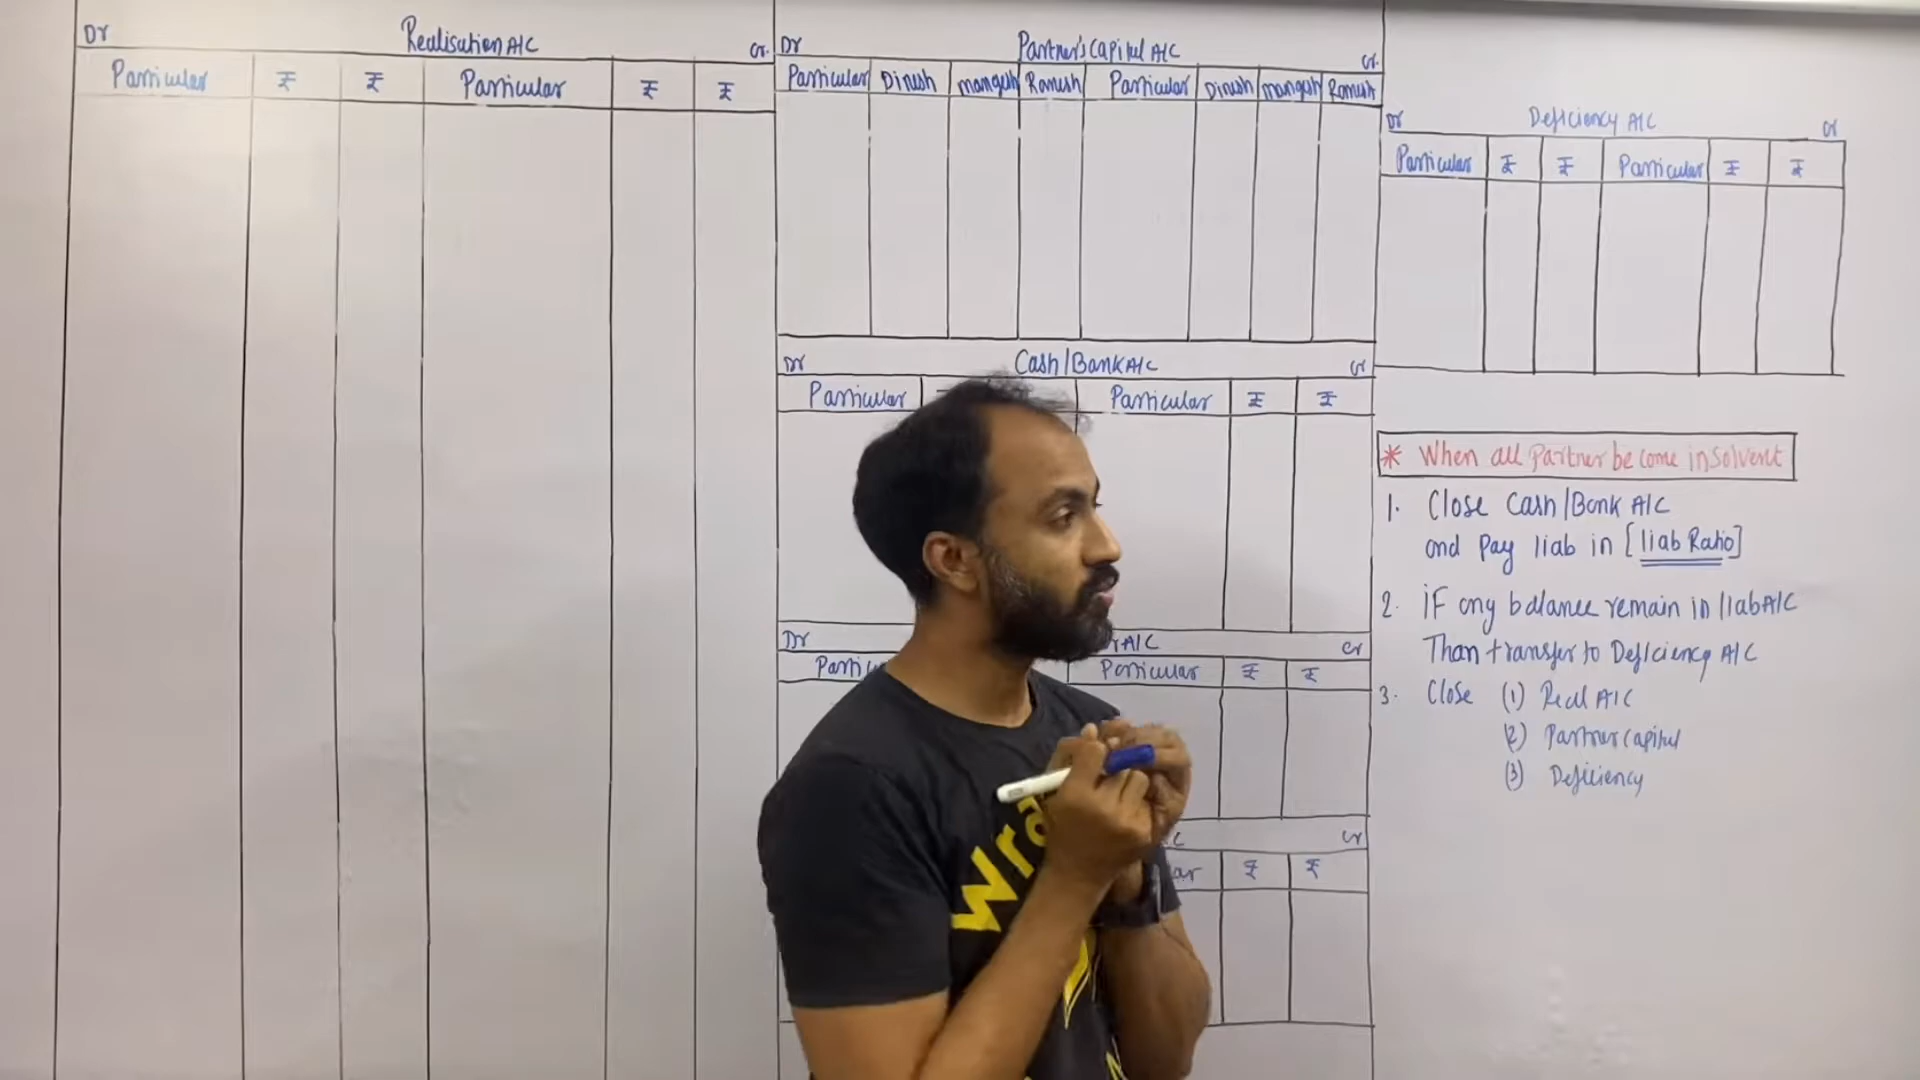 Dr Realisation A/C Cr.
Particular ₹ ₹ Particular ₹ ₹
Dr Partner's Capital A/C Cr.
Particular Dinesh mangesh Ramesh Particular Dinesh mangesh Ramesh
Dr Cash/Bank A/C Cr
Particular Particular ₹ ₹
Dr A/C Cr
Particular ₹ ₹
Cr
₹ ₹
Dr Deficiency A/C Cr
Particular ₹ ₹ Particular ₹ ₹
* When all Partner become insolvent
1. Close Cash/Bank A/C
and Pay liab in [liab Ratio]
2. if any balance remain in liab A/C
Than transfer to Deficiency A/C
3. Close (1) Real A/C
(2) Partner capital
(3) Deficiency
Wra